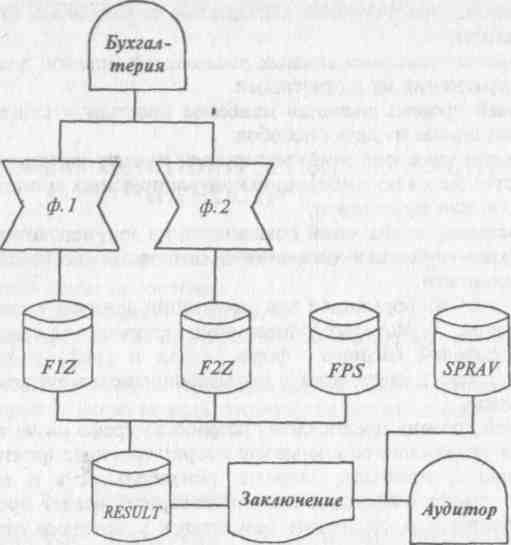 Бухгал-
терия
ф.1
ф.2
F1Z
F2Z
FPS
SPRAV
RESULT
Заключение
Аудитор